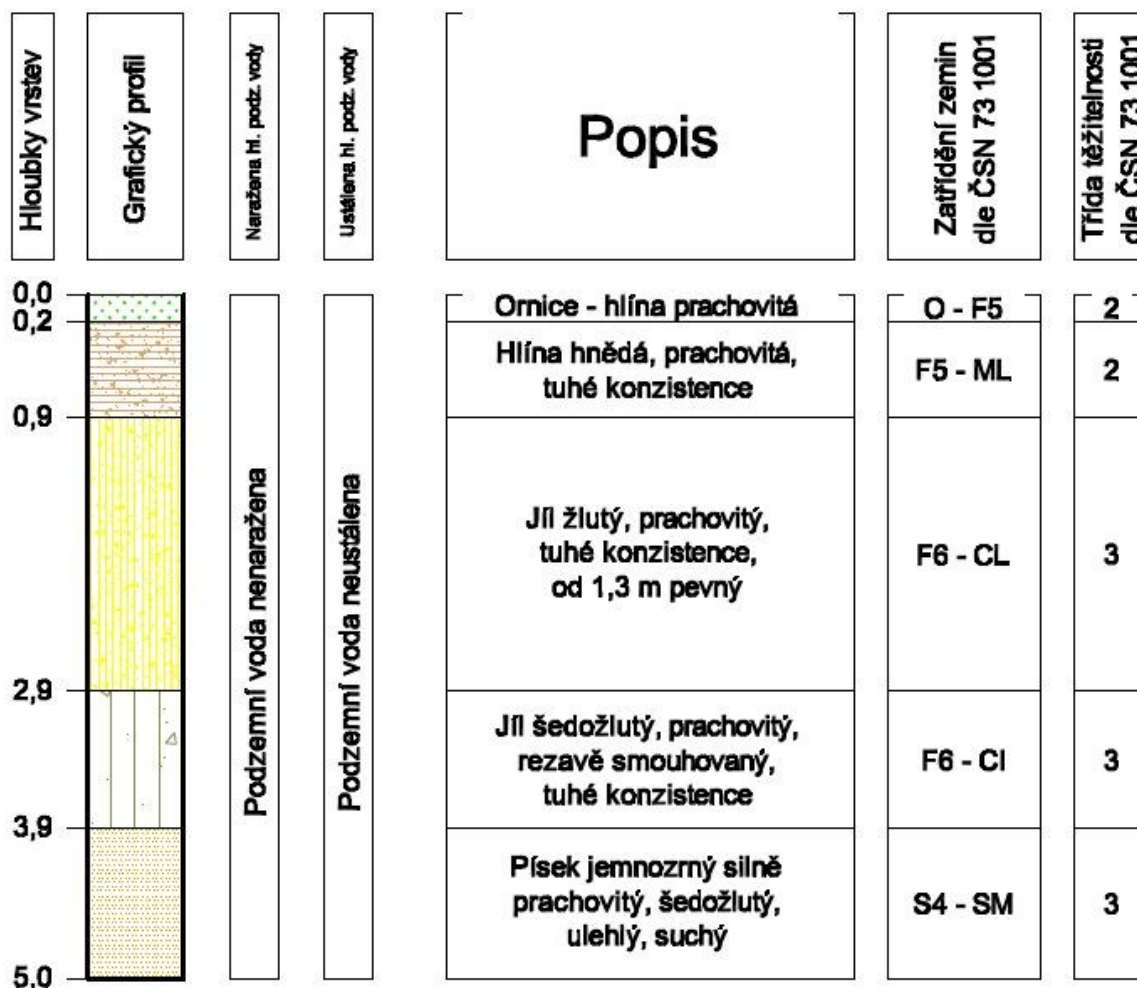 Hloubky vrstev
Grafický profil
Naražena hl. podz. vody
Ustálena hl. podz. vody
Popis
Zatřídění zemin
dle ČSN 73 1001
Třída těžitelnosti
dle ČSN 73 1001
0,0
0,2
0,9
2,9
3,9
5,0
Podzemní voda nenaražena
Podzemní voda neustálena
Ornice - hlína prachovitá
O - F5
2
Hlína hnědá, prachovitá,
tuhé konzistence
F5 - ML
2
Jíl žlutý, prachovitý,
tuhé konzistence,
od 1,3 m pevný
F6 - CL
3
Jíl šedožlutý, prachovitý,
rezavě smouhovaný,
tuhé konzistence
F6 - CI
3
Písek jemnozrný silně
prachovitý, šedožlutý,
ulehlý, suchý
S4 - SM
3